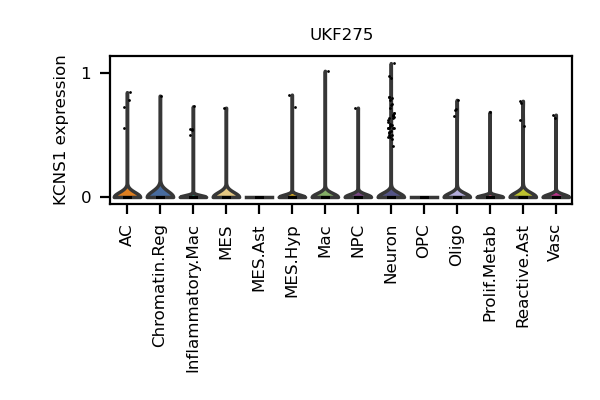 UKF275
KCNS1 expression
1
0
AC
Chromatin.Reg
Inflammatory.Mac
MES
MES.Ast
MES.Hyp
Mac
NPC
Neuron
OPC
Oligo
Prolif.Metab
Reactive.Ast
Vasc